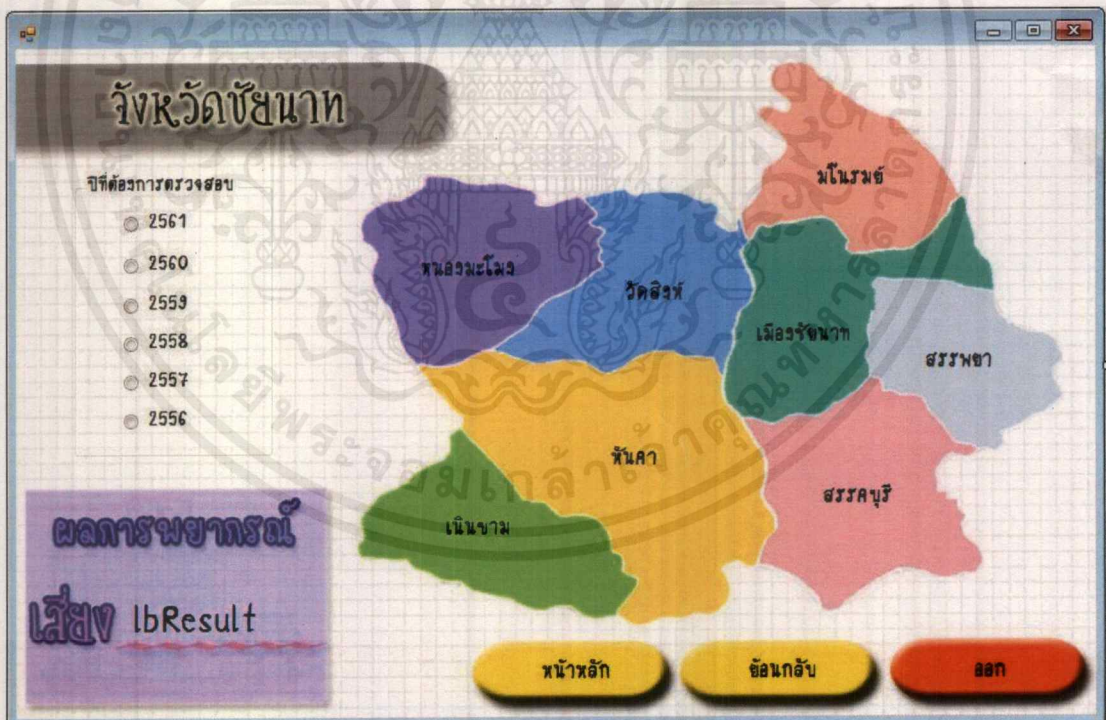 จังหวัดชัยนาท
ปีที่ต้องการตรวจสอบ
2561
2560
2559
2558
2557
2556
มโนรมย์
หนองมะโมง
วัดสิงห์
เมืองชัยนาท
สรรพยา
หันคา
สรรคบุรี
เนินขาม
ผลการพยากรณ์
เสี่ยง lbResult
หน้าหลัก
ย้อนกลับ
ออก